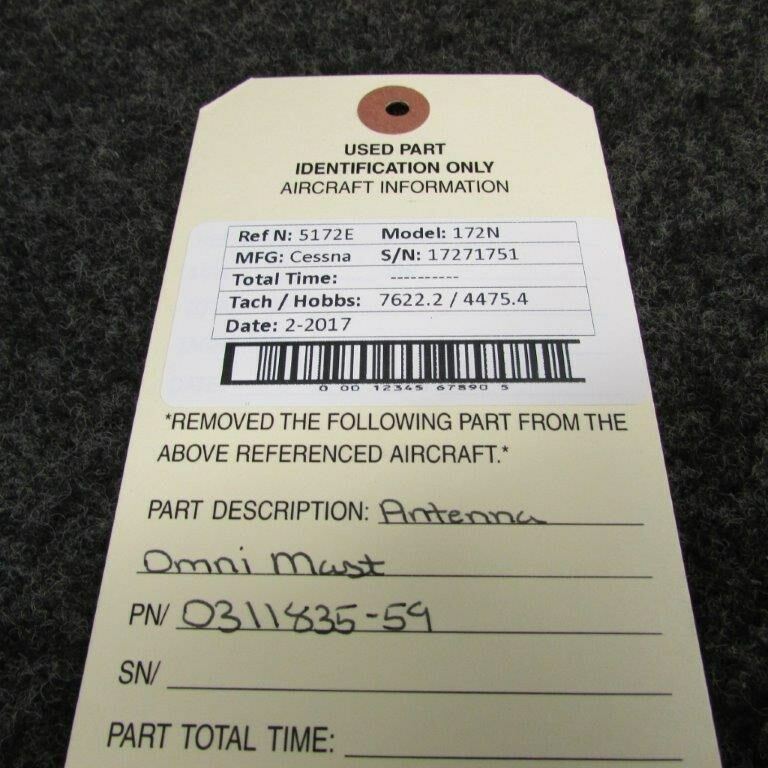 USED PART
IDENTIFICATION ONLY
AIRCRAFT INFORMATION
Ref N: 5172E Model: 172N
MFG: Cessna S/N: 17271751
Total Time: ----------
Tach / Hobbs: 7622.2 / 4475.4
Date: 2-2017
0 00 12345 67890 5
*REMOVED THE FOLLOWING PART FROM THE
ABOVE REFERENCED AIRCRAFT.*
PART DESCRIPTION: Antenna
Omni Mast
PN/ 0311835-59
SN/
PART TOTAL TIME: